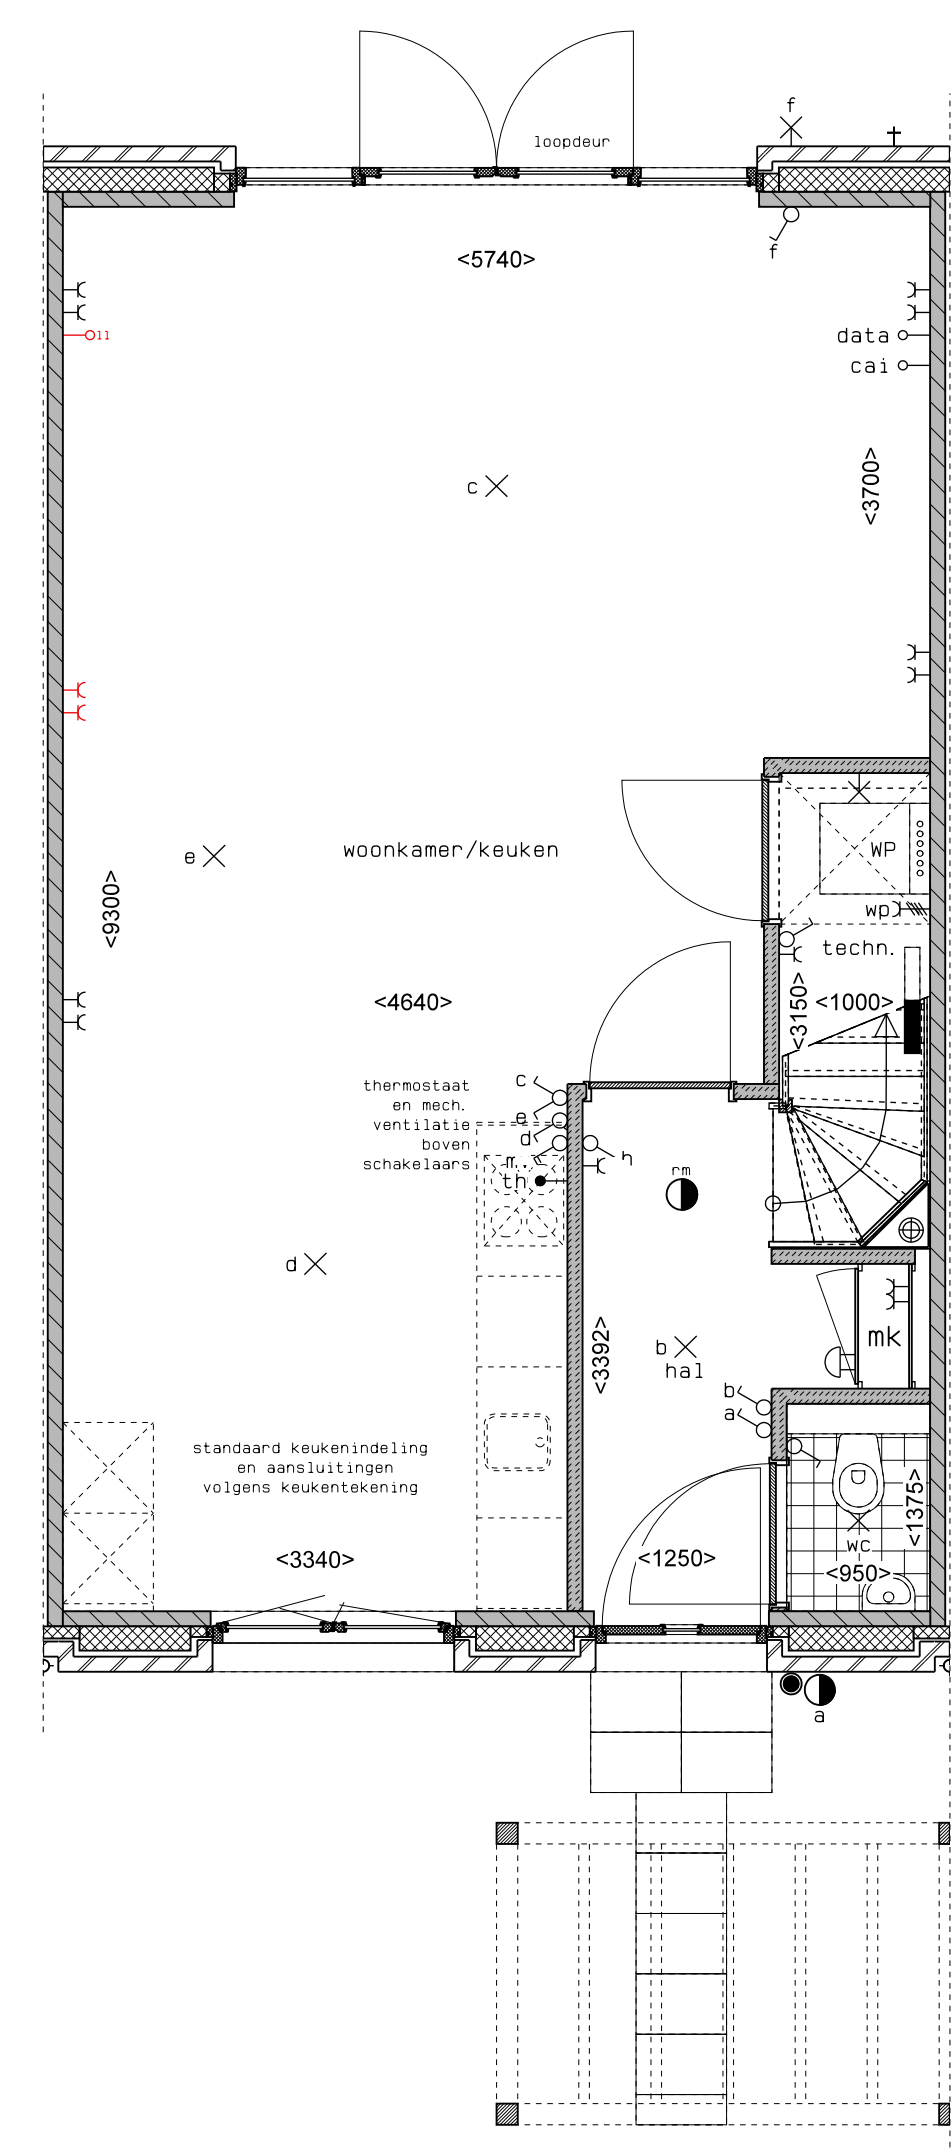 f
loopdeur
f
<5740>
11
data
cai
c
<3700>
e
woonkamer/keuken
WP
<9300>
wp
techn.
<4640>
<3150>
<1000>
thermostaat
en mech.
ventilatie
boven
schakelaars
c
e
d
m.
th
h
rm
d
<3392>
b
hal
mk
b
a
standaard keukenindeling
en aansluitingen
volgens keukentekening
<1375>
wc
<3340>
<1250>
<950>
a